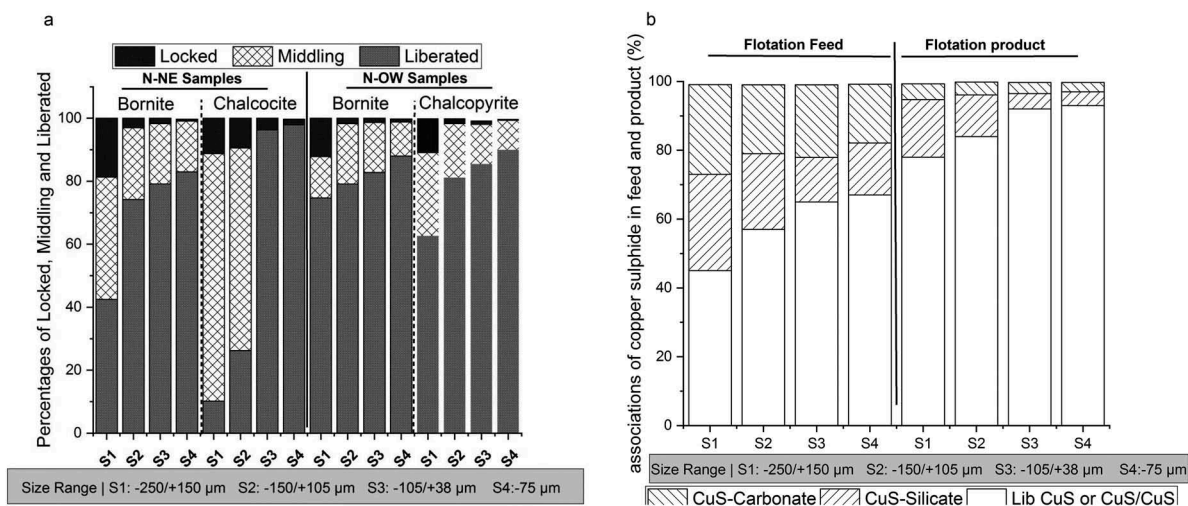 a
Locked Middling Liberated
N-NE Samples N-OW Samples
Bornite Chalcocite Bornite Chalcopyrite
Percentages of Locked, Middling and Liberated
100
80
60
40
20
0
S1 S2 S3 S4 S1 S2 S3 S4 S1 S2 S3 S4 S1 S2 S3 S4
Size Range | S1: -250/+150 µm S2: -150/+105 µm S3: -105/+38 µm S4:-75 µm
b
Flotation Feed Flotation product
associations of copper sulphide in feed and product (%)
100
80
60
40
20
0
S1 S2 S3 S4 S1 S2 S3 S4
Size Range | S1: -250/+150 µm S2: -150/+105 µm S3: -105/+38 µm S4:-75 µm
CuS-Carbonate CuS-Silicate Lib CuS or CuS/CuS